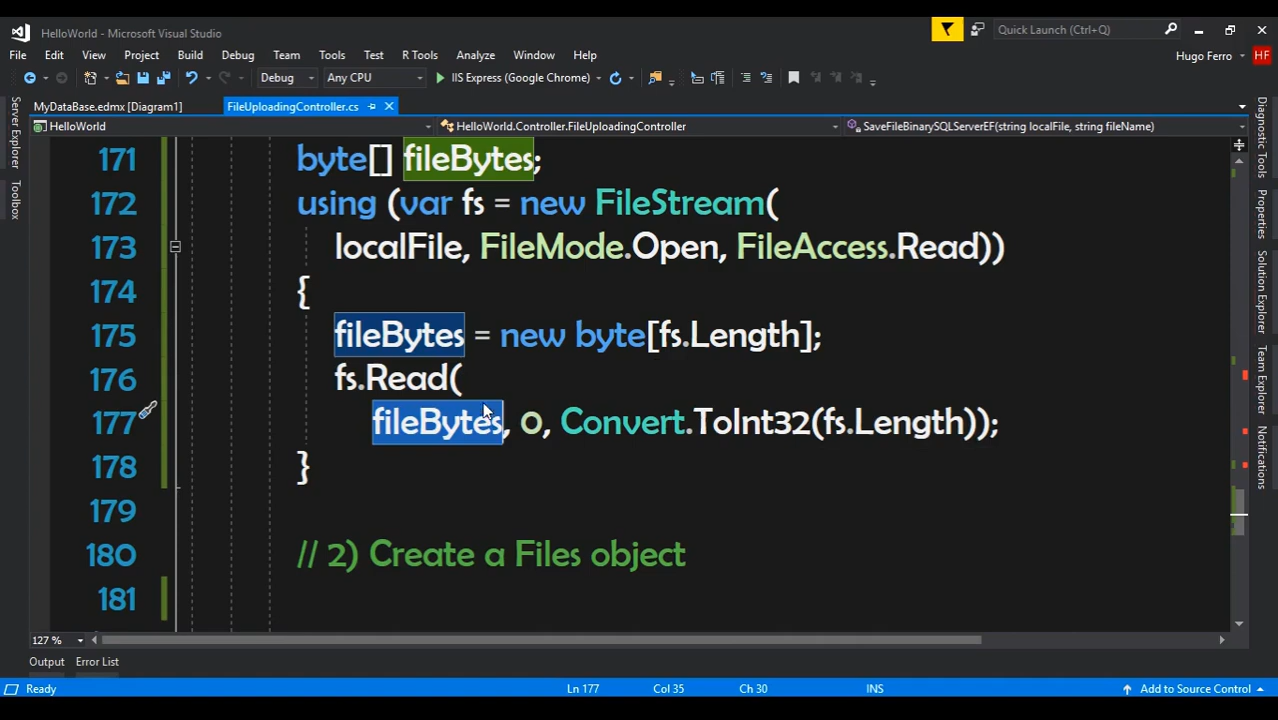 HelloWorld - Microsoft Visual Studio
Quick Launch (Ctrl+Q)
File Edit View Project Build Debug Team Tools Test R Tools Analyze Window Help
Hugo Ferro HF
Debug Any CPU IIS Express (Google Chrome)
MyDataBase.edmx [Diagram1] FileUploadingController.cs
HelloWorld HelloWorld.Controller.FileUploadingController SaveFileBinarySQLServerEF(string localFile, string fileName)
Server Explorer
Toolbox
171 byte[] fileBytes;
172 using (var fs = new FileStream(
173 localFile, FileMode.Open, FileAccess.Read))
174 {
175 fileBytes = new byte[fs.Length];
176 fs.Read(
177 fileBytes, 0, Convert.ToInt32(fs.Length));
178 }
179
180 // 2) Create a Files object
181
Diagnostic Tools
Properties
Solution Explorer
Team Explorer
Notifications
127 %
Output Error List
Ready Ln 177 Col 35 Ch 30 INS Add to Source Control